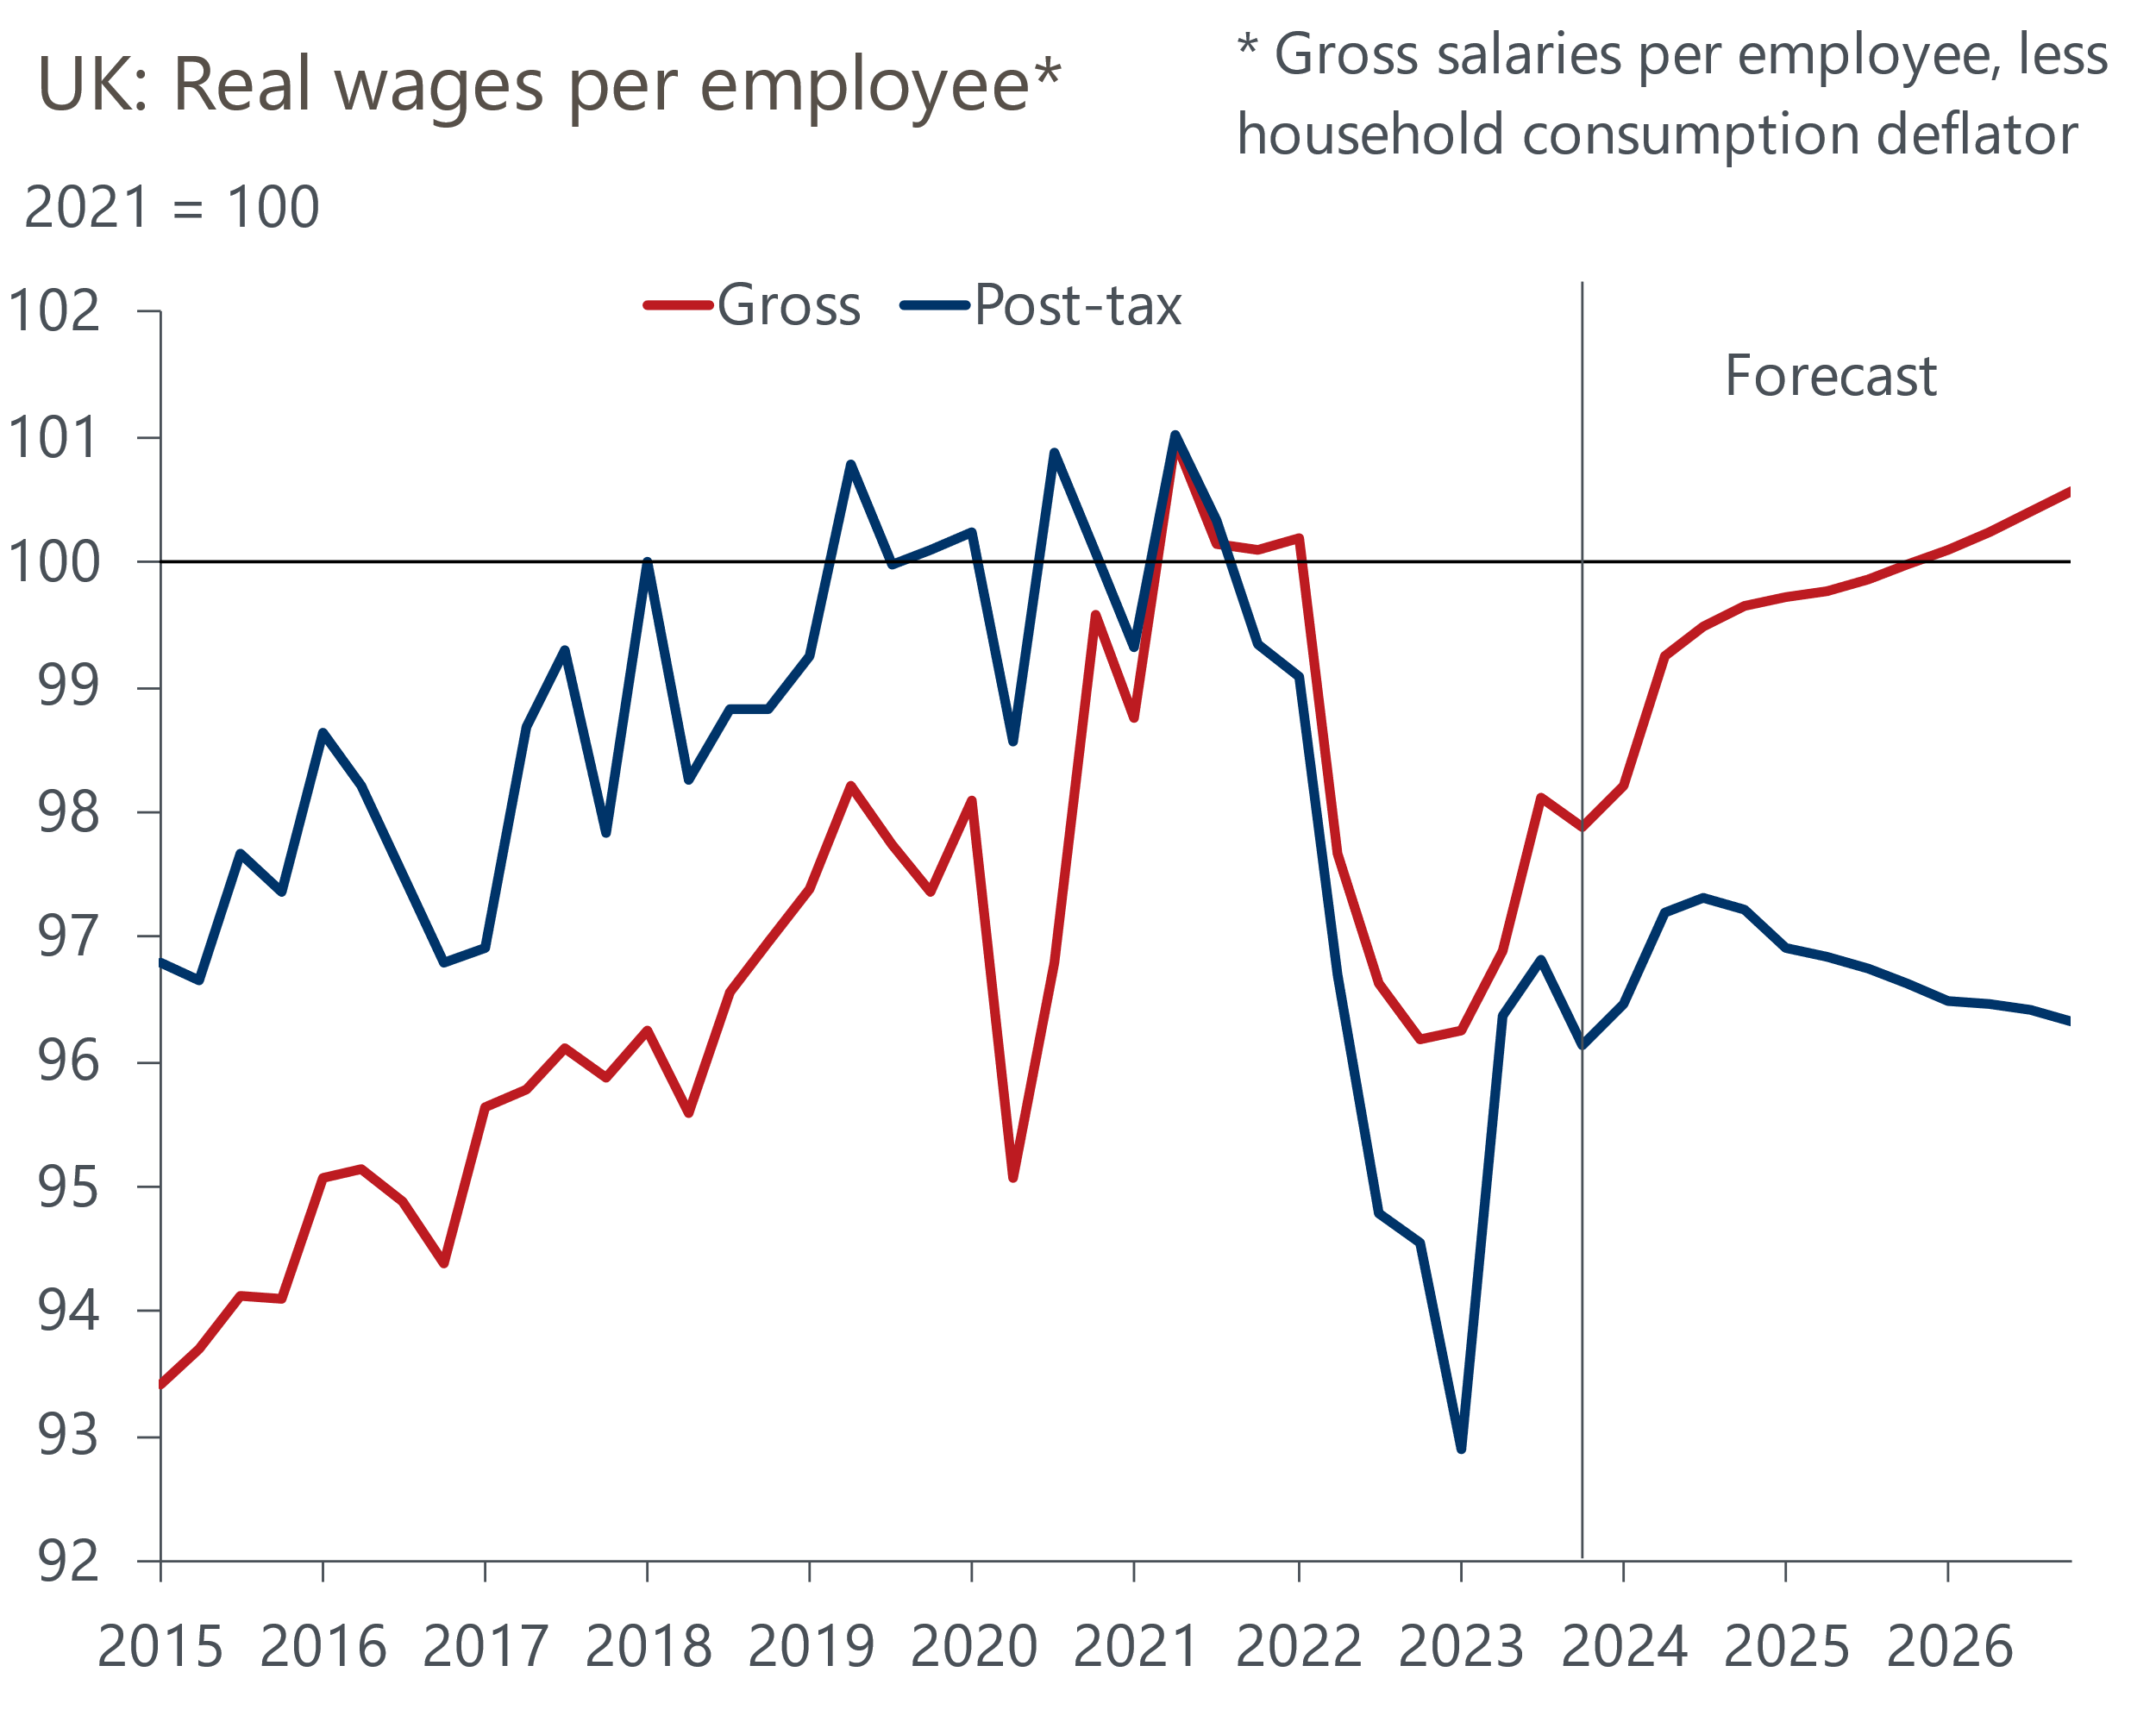 UK: Real wages per employee*
* Gross salaries per employee, less
household consumption deflator
2021 = 100
Gross
Post-tax
Forecast
102
101
100
99
98
97
96
95
94
93
92
2015 2016 2017 2018 2019 2020 2021 2022 2023 2024 2025 2026